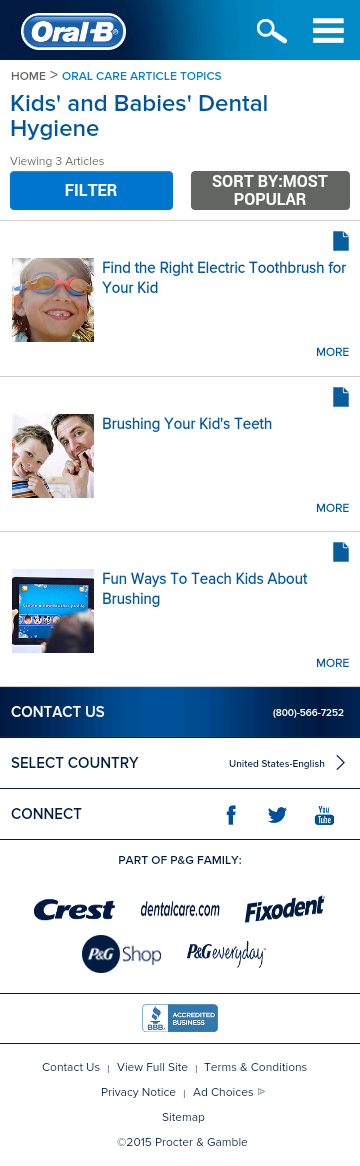 Oral-B
HOME > ORAL CARE ARTICLE TOPICS
Kids' and Babies' Dental
Hygiene
Viewing 3 Articles
FILTER
SORT BY:MOST
POPULAR
Find the Right Electric Toothbrush for
Your Kid
MORE
Brushing Your Kid's Teeth
MORE
Fun Ways To Teach Kids About
Brushing
MORE
CONTACT US
(800)-566-7252
SELECT COUNTRY
United States-English
CONNECT
You
Tube
PART OF P&G FAMILY:
Crest
dentalcare.com
Fixodent
P&G Shop
P&G everyday
BBB
ACCREDITED
BUSINESS
Contact Us | View Full Site | Terms & Conditions
Privacy Notice | Ad Choices
Sitemap
©2015 Procter & Gamble